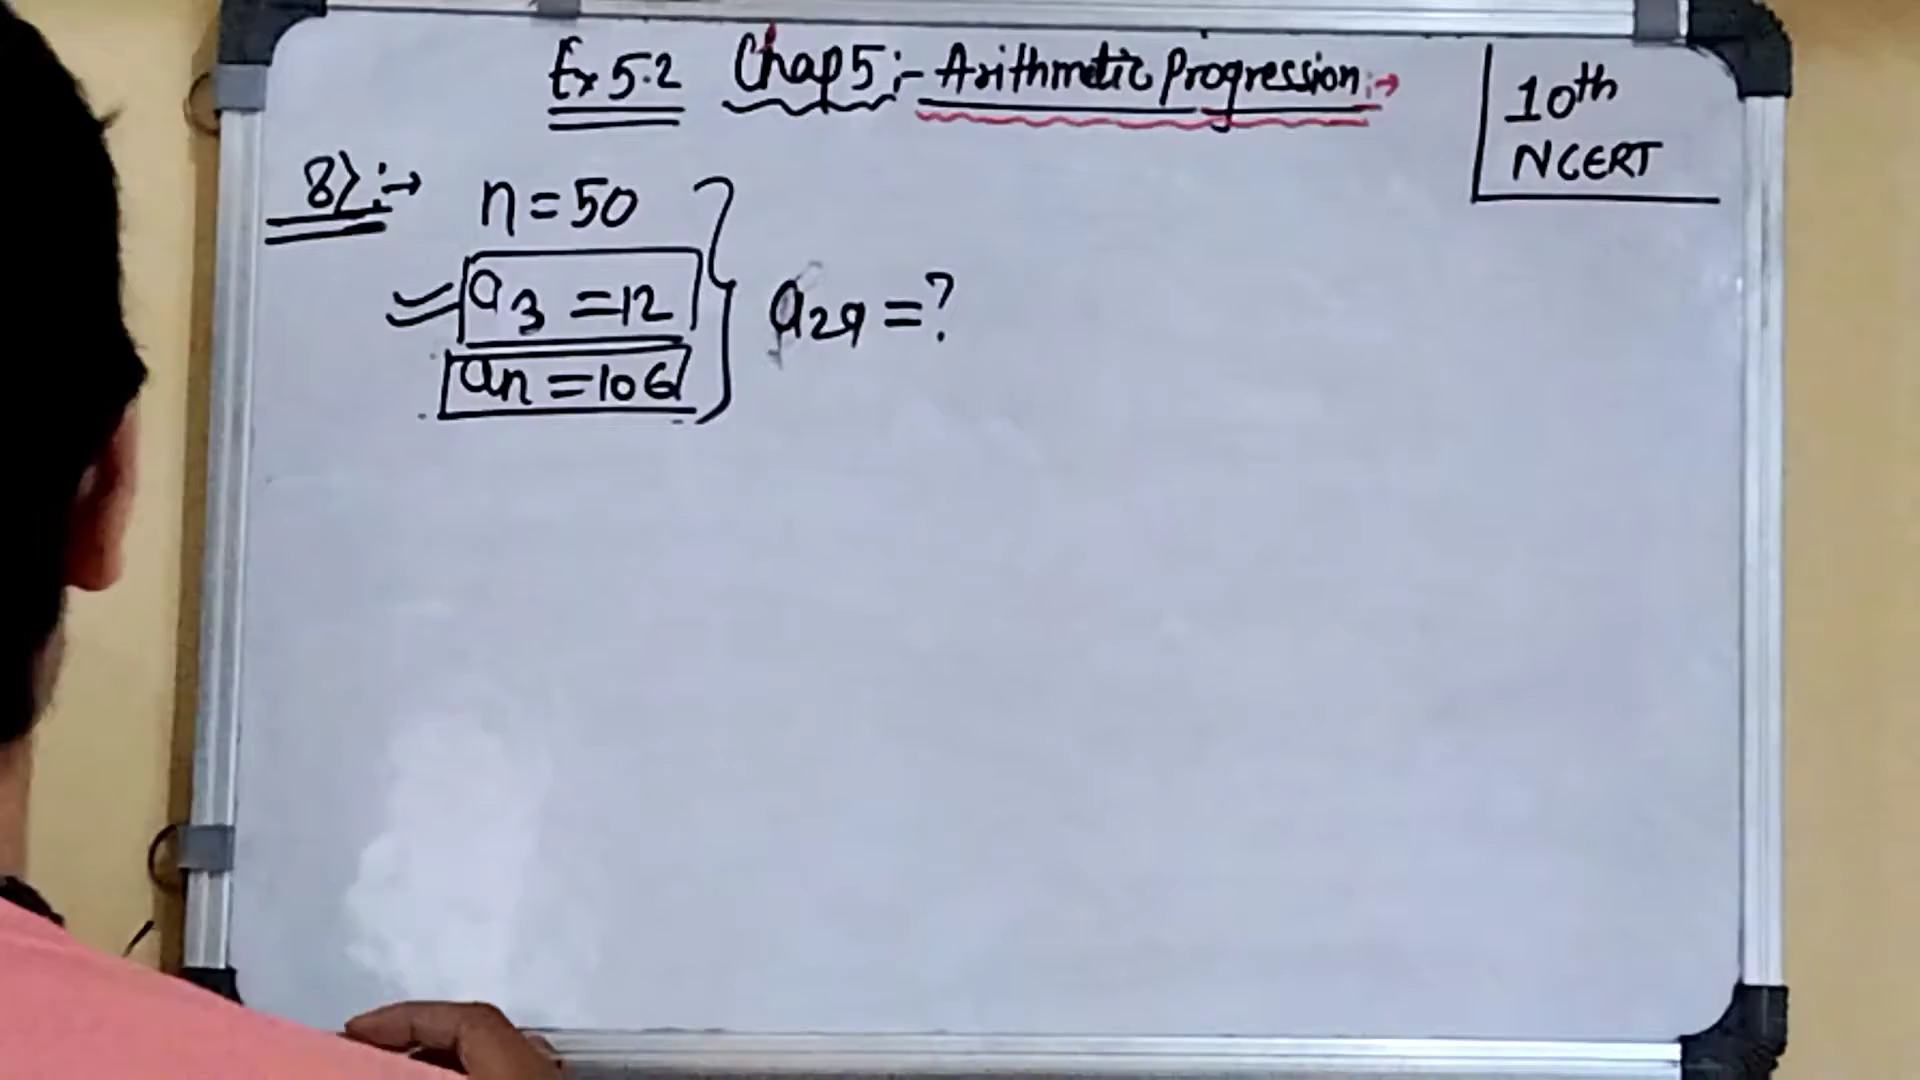 Ex 5.2 Chap 5 :- Arithmetic Progression :→
10th
NCERT
8) :→ n = 50
a3 = 12
an = 106
a29 = ?